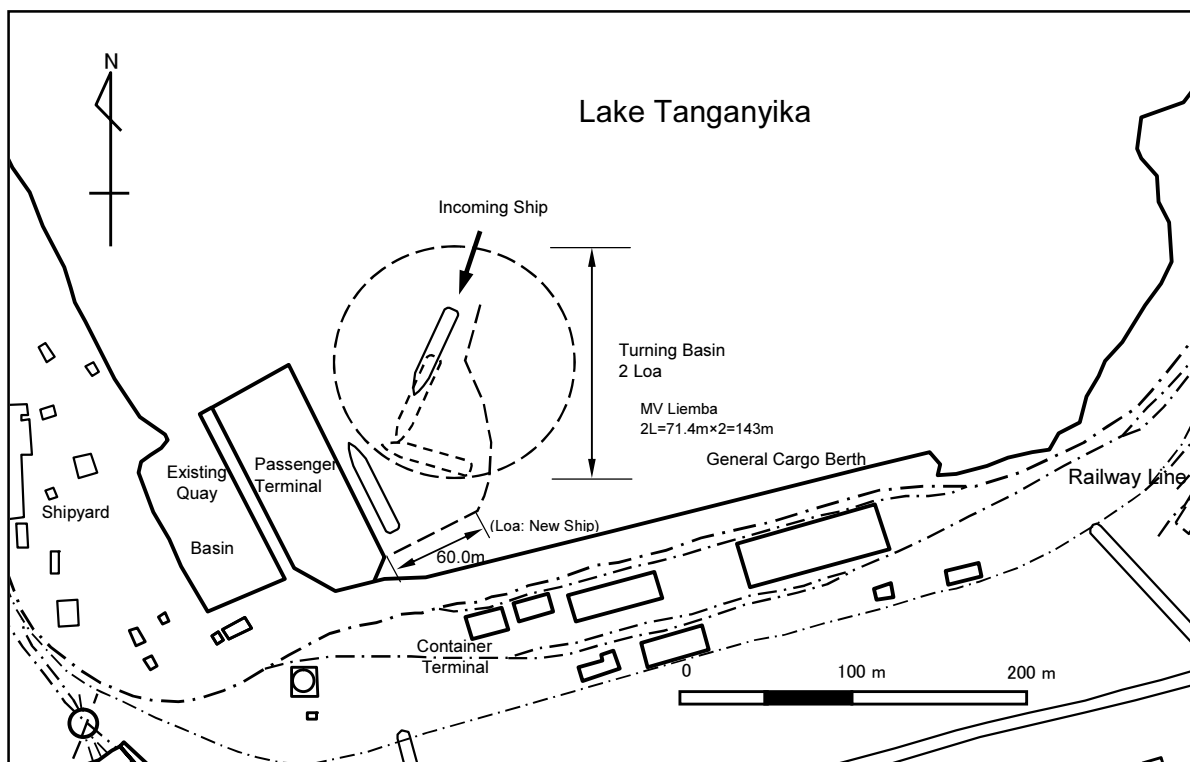 N
Lake Tanganyika
Incoming Ship
Turning Basin
2 Loa
MV Liemba
2L=71.4m×2=143m
General Cargo Berth
Existing
Quay
Basin
Passenger
Terminal
Railway Line
Shipyard
(Loa: New Ship)
60.0m
Container
Terminal
0
100 m
200 m